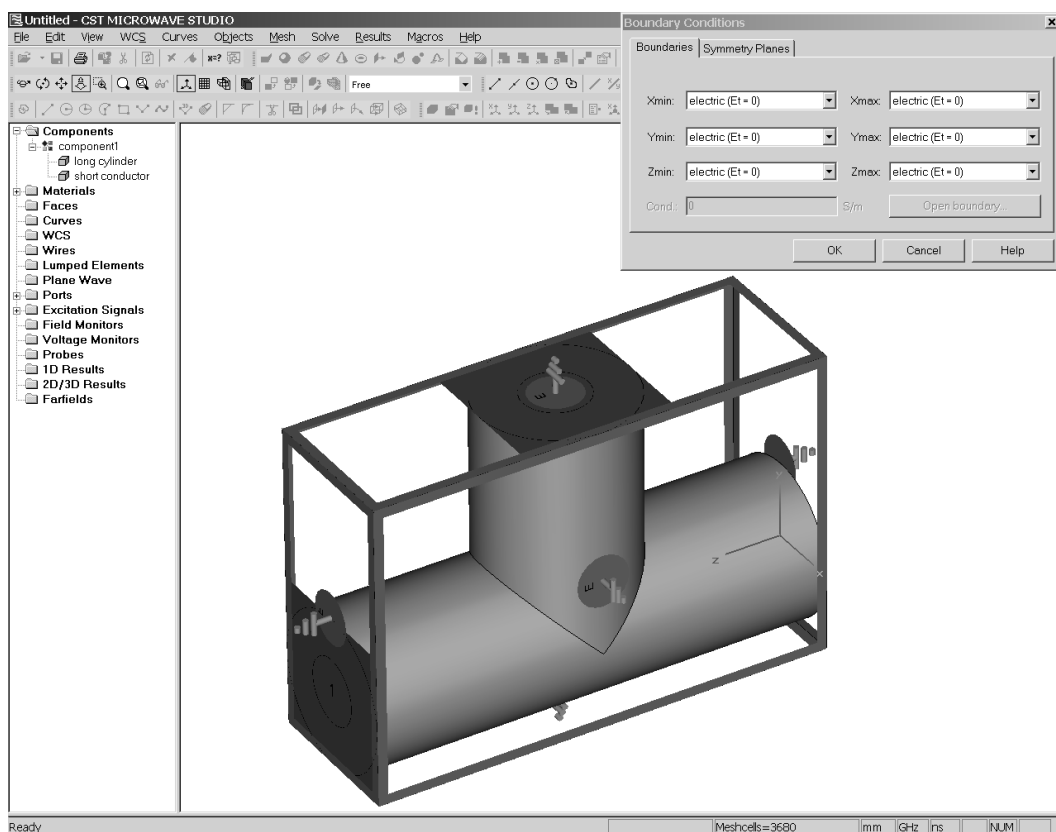 Untitled - CST MICROWAVE STUDIO
File Edit View WCS Curves Objects Mesh Solve Results Macros Help
x=?
Free
Components
component1
long cylinder
short conductor
Materials
Faces
Curves
WCS
Wires
Lumped Elements
Plane Wave
Ports
Excitation Signals
Field Monitors
Voltage Monitors
Probes
1D Results
2D/3D Results
Farfields
Boundary Conditions
Boundaries Symmetry Planes
Xmin: electric (Et = 0) Xmax: electric (Et = 0)
Ymin: electric (Et = 0) Ymax: electric (Et = 0)
Zmin: electric (Et = 0) Zmax: electric (Et = 0)
Cond.: 0 S/m Open boundary...
OK Cancel Help
E
E
Y
Z
X
1
Ready Meshcells=3680 mm GHz ns NUM